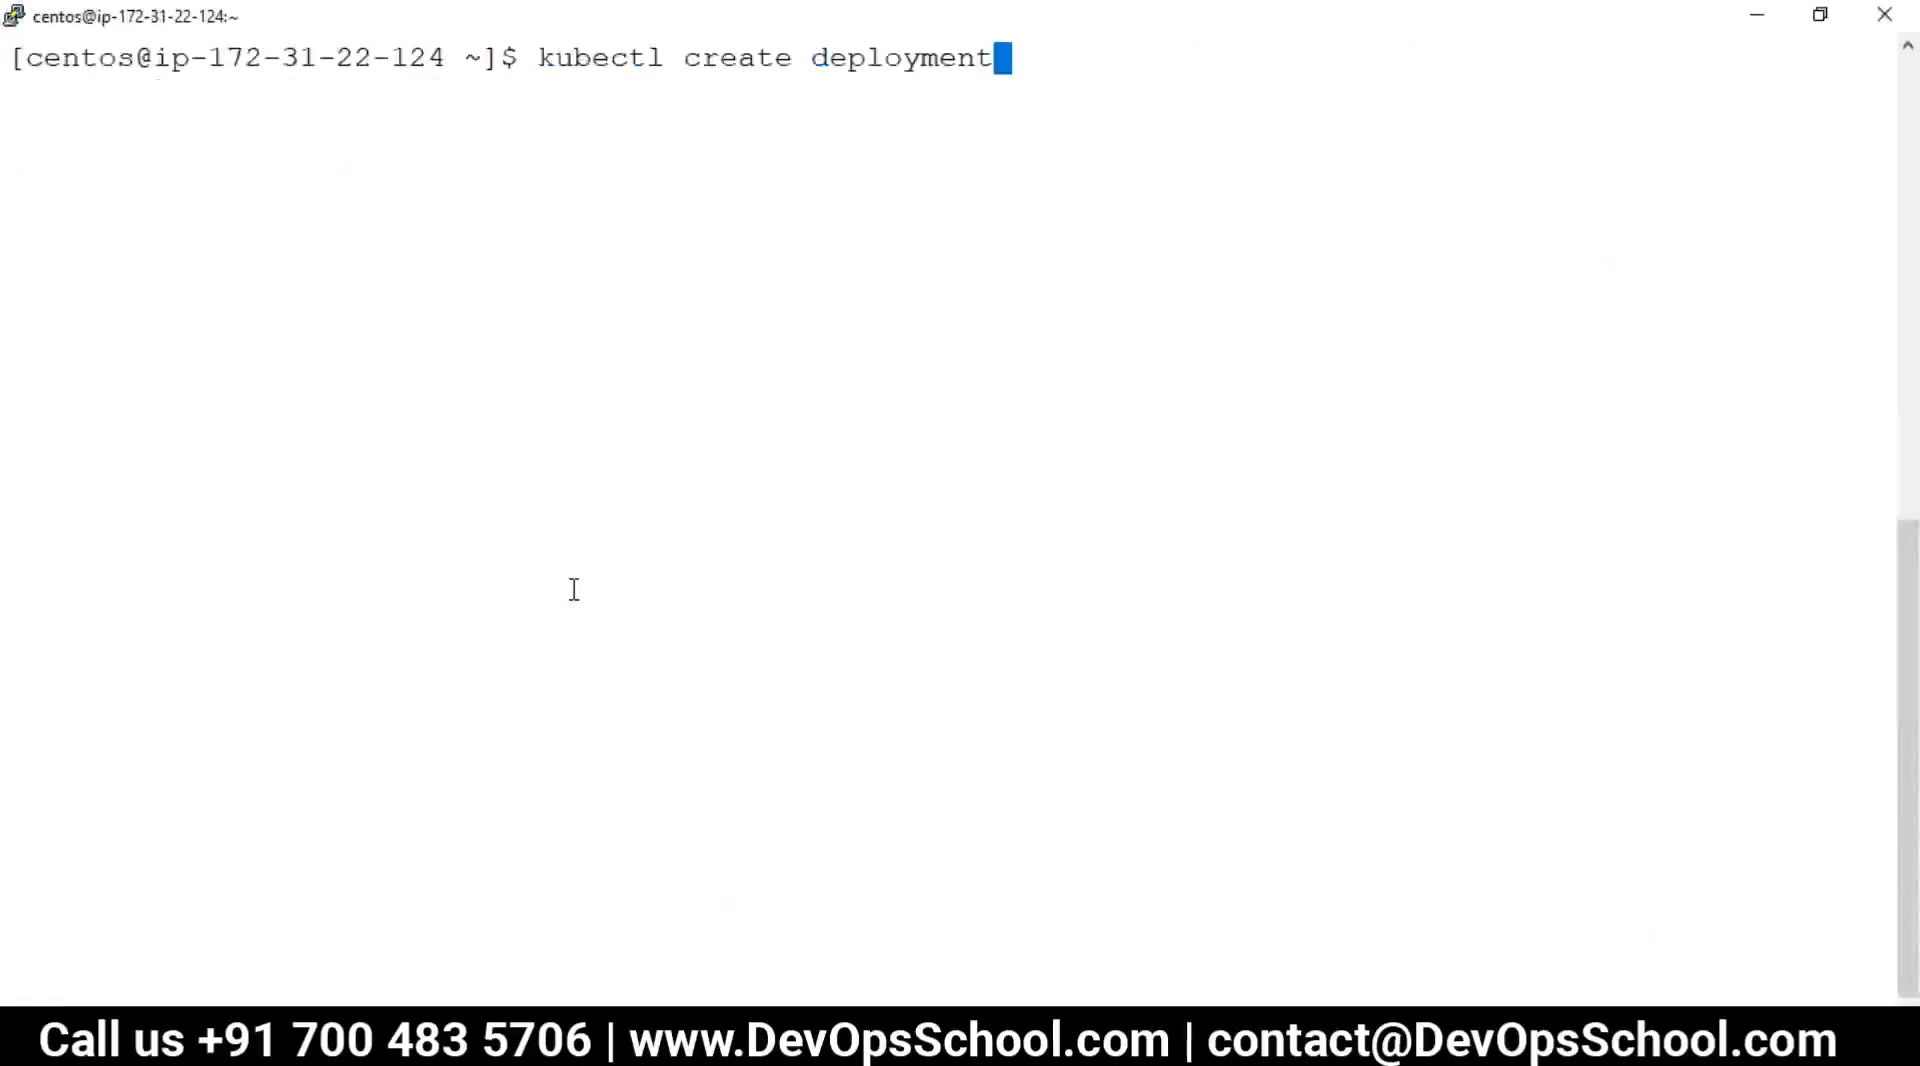 centos@ip-172-31-22-124:~
[centos@ip-172-31-22-124 ~]$ kubectl create deployment
Call us +91 700 483 5706 | www.DevOpsSchool.com | contact@DevOpsSchool.com